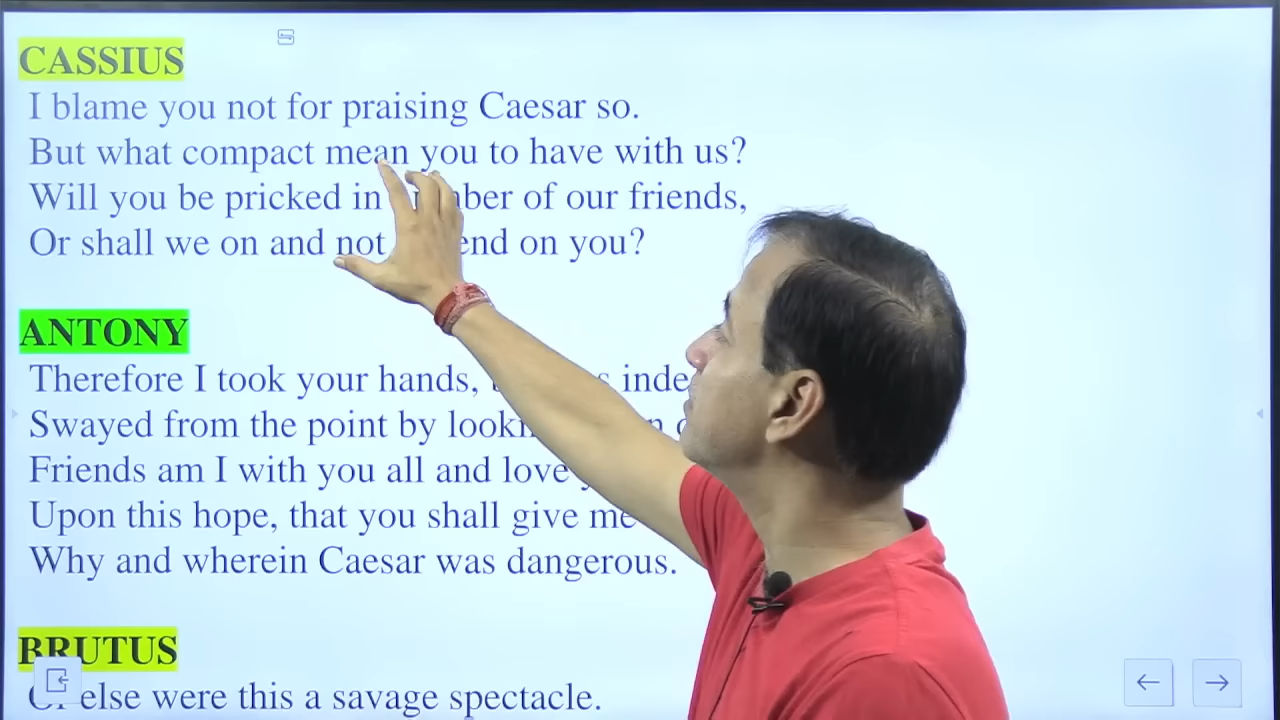 CASSIUS
I blame you not for praising Caesar so.
But what compact mean you to have with us?
Will you be pricked in of our friends,
Or shall we on and not on you?
ANTONY
Therefore I took your hands,
Swayed from the point by
Friends am I with you all and love
Upon this hope, that you shall give me
Why and wherein Caesar was dangerous.
BRUTUS
else were this a savage spectacle.